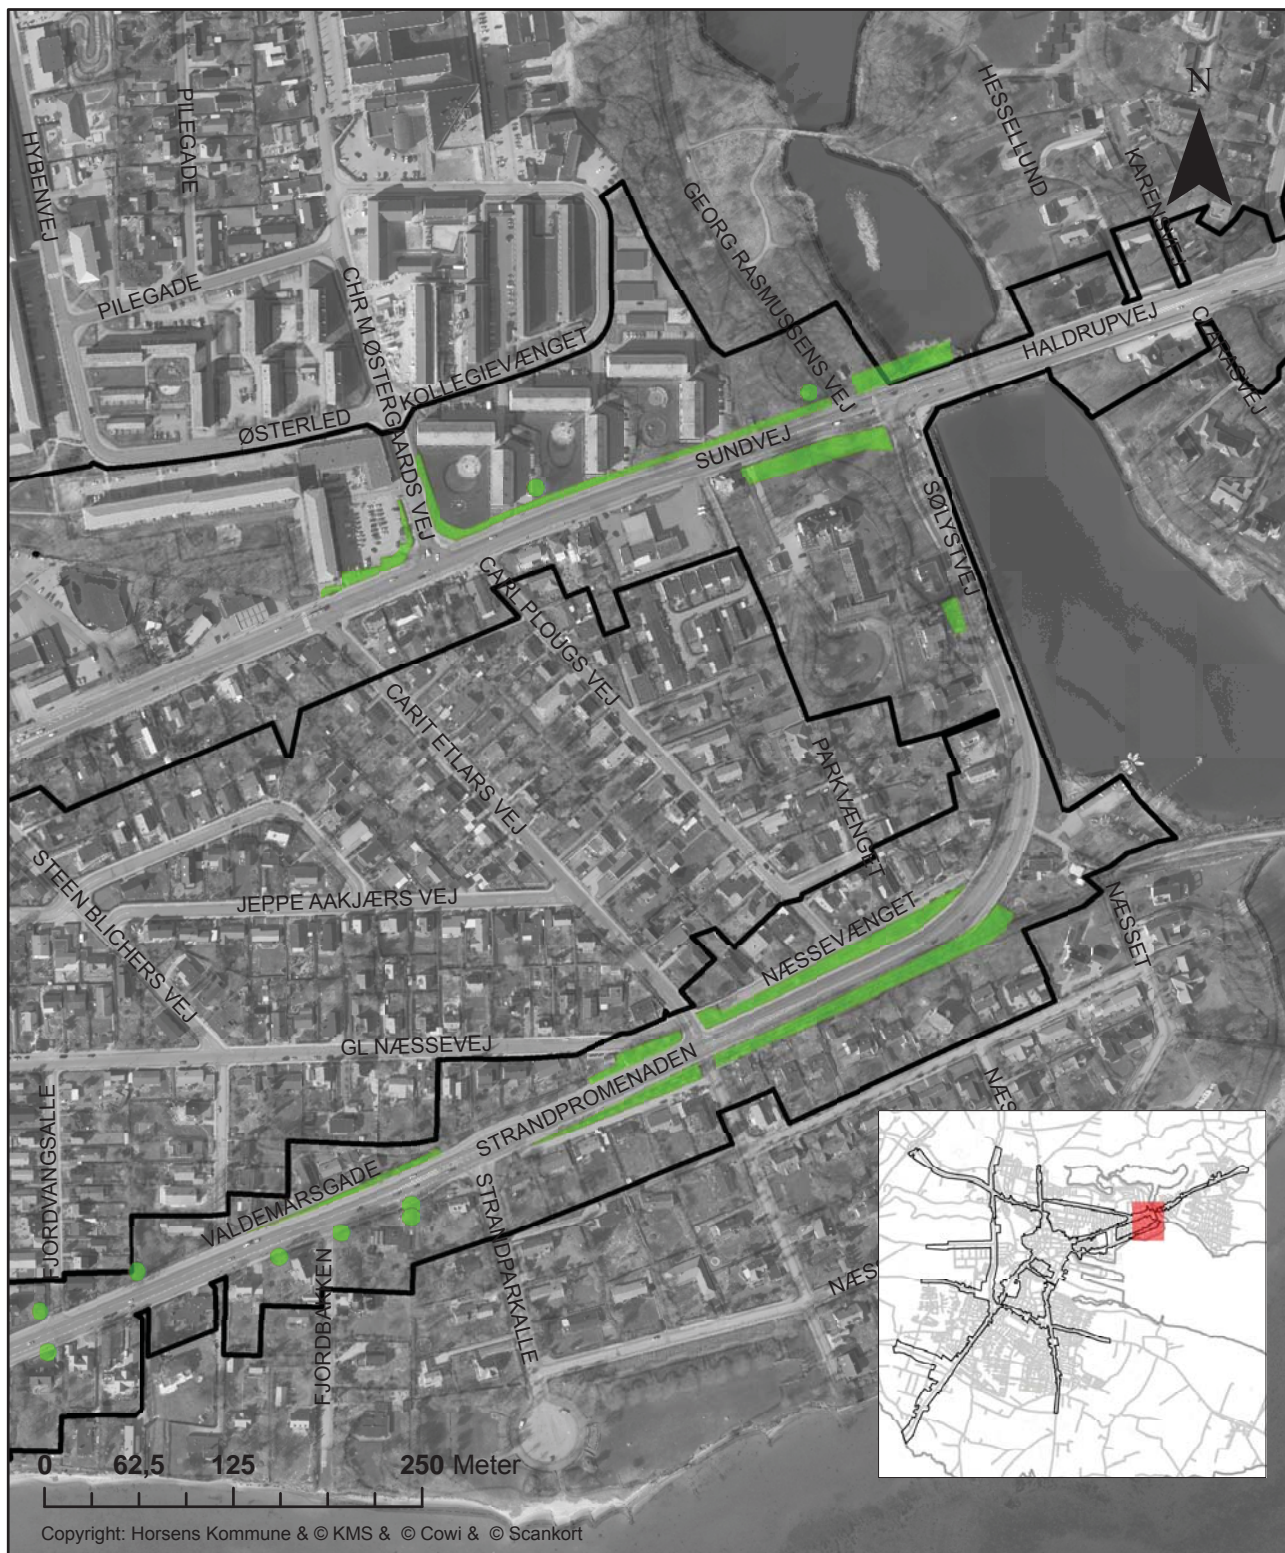 N
HESSELLUND
KARENSVEJ
PILEGADE
HYBENVEJ
GEORG RASMUSSENS VEJ
PILEGADE
CHR M ØSTERGAARDS VEJ
KOLLEGIEVÆNGET
HALDRUPVEJ
CLARASVEJ
ØSTERLED
SUNDVEJ
SØLYSTVEJ
CARL PLOUGS VEJ
CARIT ETLARS VEJ
PARKVÆNGET
STEEN BLICHERS VEJ
JEPPE AAKJÆRS VEJ
NÆSSEVÆNGET
NÆSSET
GL NÆSSEVEJ
STRANDPROMENADEN
FJORDVANGSALLE
VALDEMARSGADE
STRANDPARKALLE
FJORDBAKKEN
0 62,5 125 250 Meter
Copyright: Horsens Kommune & © KMS & © Cowi & © Scankort